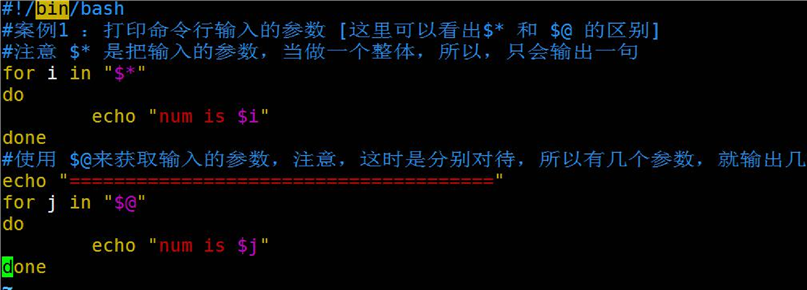 #!/bin/bash
#案例1 ：打印命令行输入的参数 [这里可以看出$* 和 $@ 的区别]
#注意 $* 是把输入的参数，当做一个整体，所以，只会输出一句
for i in "$*"
do
        echo "num is $i"
done
#使用 $@来获取输入的参数，注意，这时是分别对待，所以有几个参数，就输出几
echo "======================================"
for j in "$@"
do
        echo "num is $j"
done
~